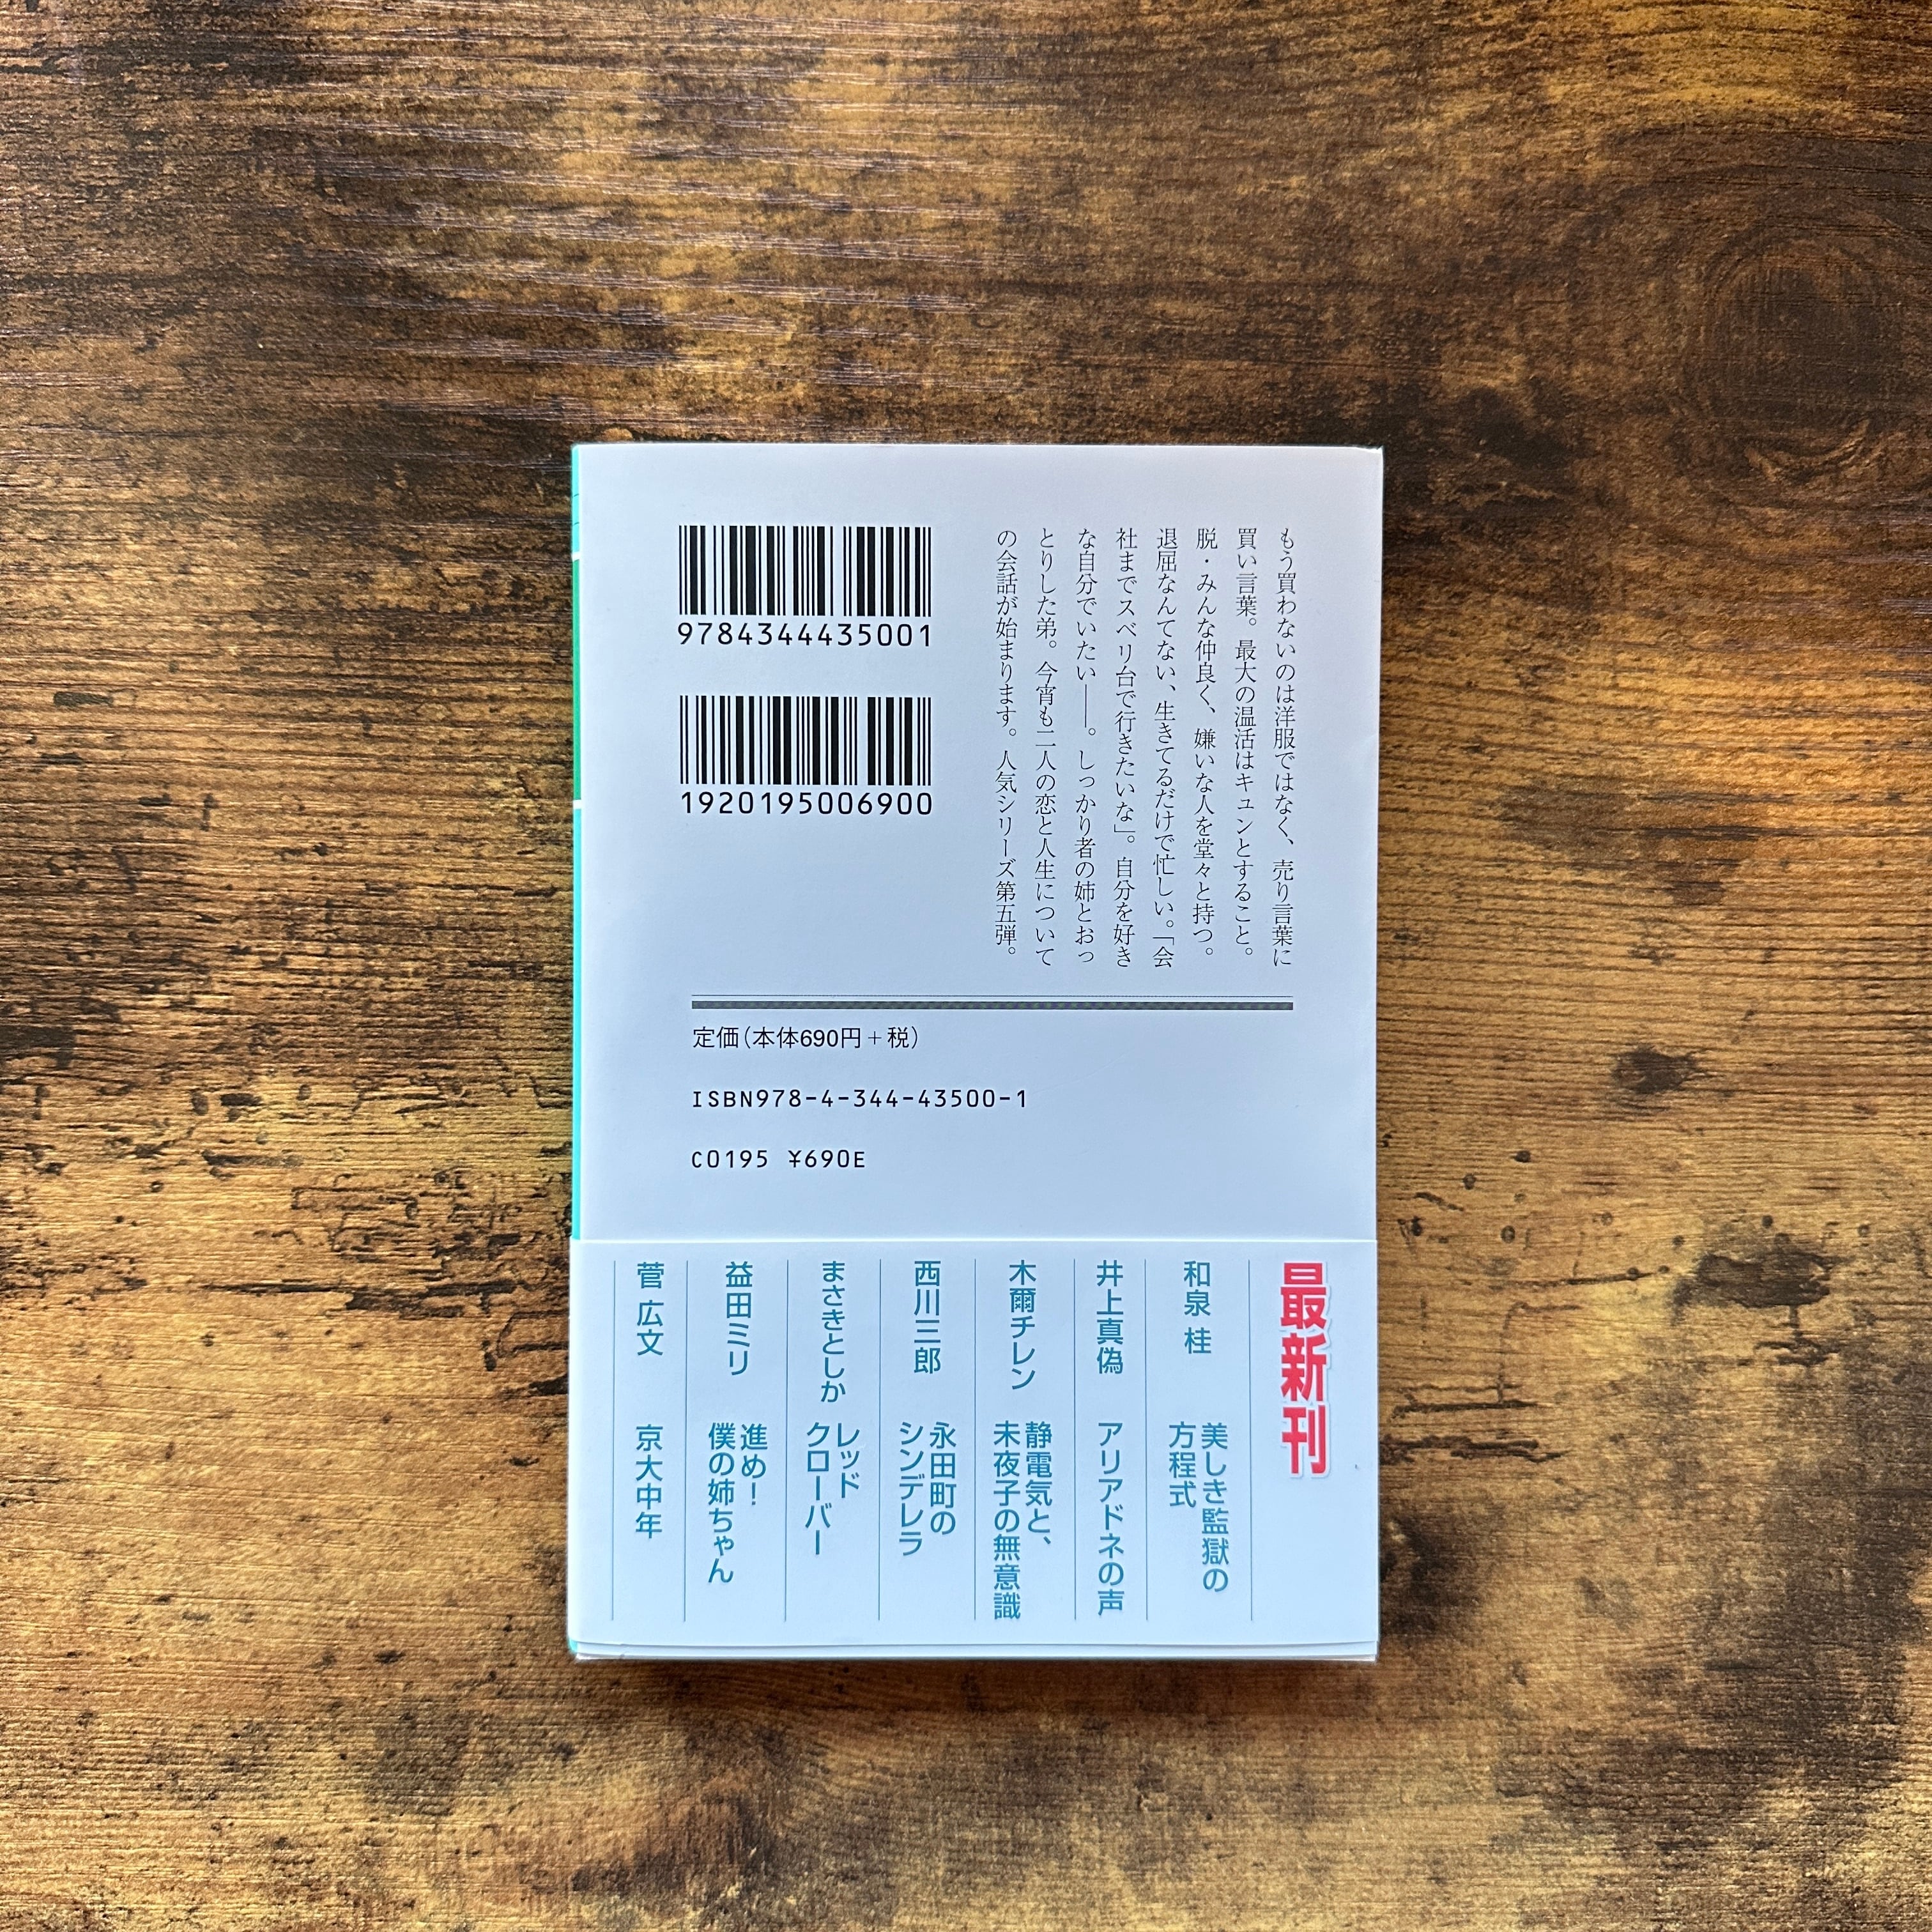 もう買わないのは洋服ではなく、売り言葉に
買い言葉。最大の温活はキュンとすること。
脱・みんな仲良く、嫌いな人を堂々と持つ。
退屈なんてない、生きてるだけで忙しい。「会
社までスベリ台で行きたいな」。自分を好き
な自分でいたい――。しっかり者の姉とおっ
とりした弟。今宵も二人の恋と人生について
の会話が始まります。人気シリーズ第五弾。
9784344435001
1920195006900
定価(本体690円+税)
ISBN978-4-344-43500-1
C0195 ¥690E
最新刊
和泉 桂
美しき監獄の
方程式
井上真偽
アリアドネの声
木爾チレン
静電気と、
未夜子の無意識
西川三郎
永田町の
シンデレラ
まさきとしか
レッド
クローバー
益田ミリ
進め!
僕の姉ちゃん
菅 広文
京大中年